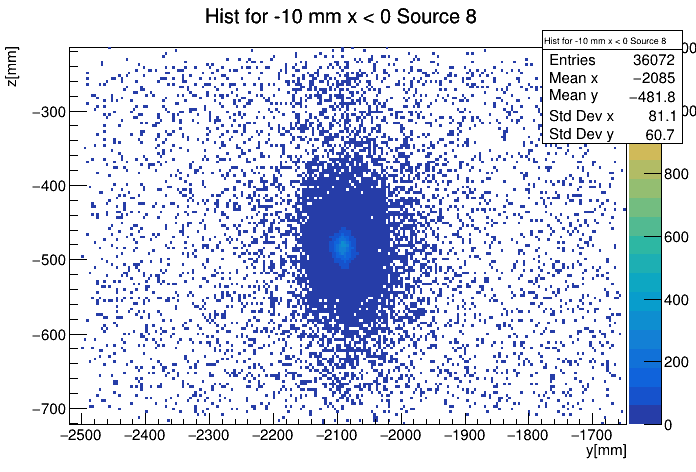 Hist for -10 mm x < 0 Source 8
z[mm]
Hist for -10 mm x < 0 Source 8
Entries 36072
Mean x −2085
Mean y −481.8
Std Dev x 81.1
Std Dev y 60.7
−300
−400
−500
−600
−700
−2500 −2400 −2300 −2200 −2100 −2000 −1900 −1800 −1700
y[mm]
800
600
400
200
0